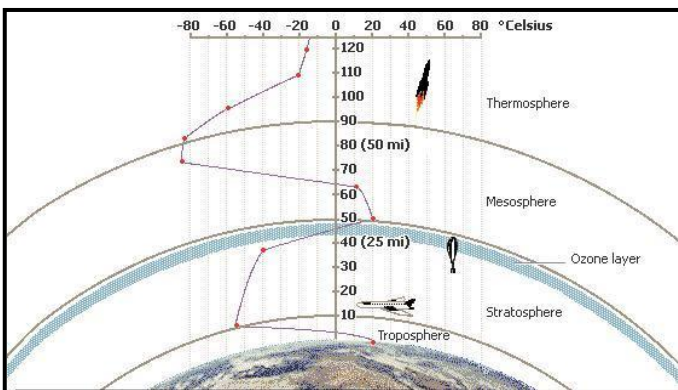 -80 -60 -40 -20 0 20 40 60 80 °Celsius
120
110
100
Thermosphere
90
80 (50 mi)
70
60
Mesosphere
50
40 (25 mi)
Ozone layer
30
20
Stratosphere
10
Troposphere